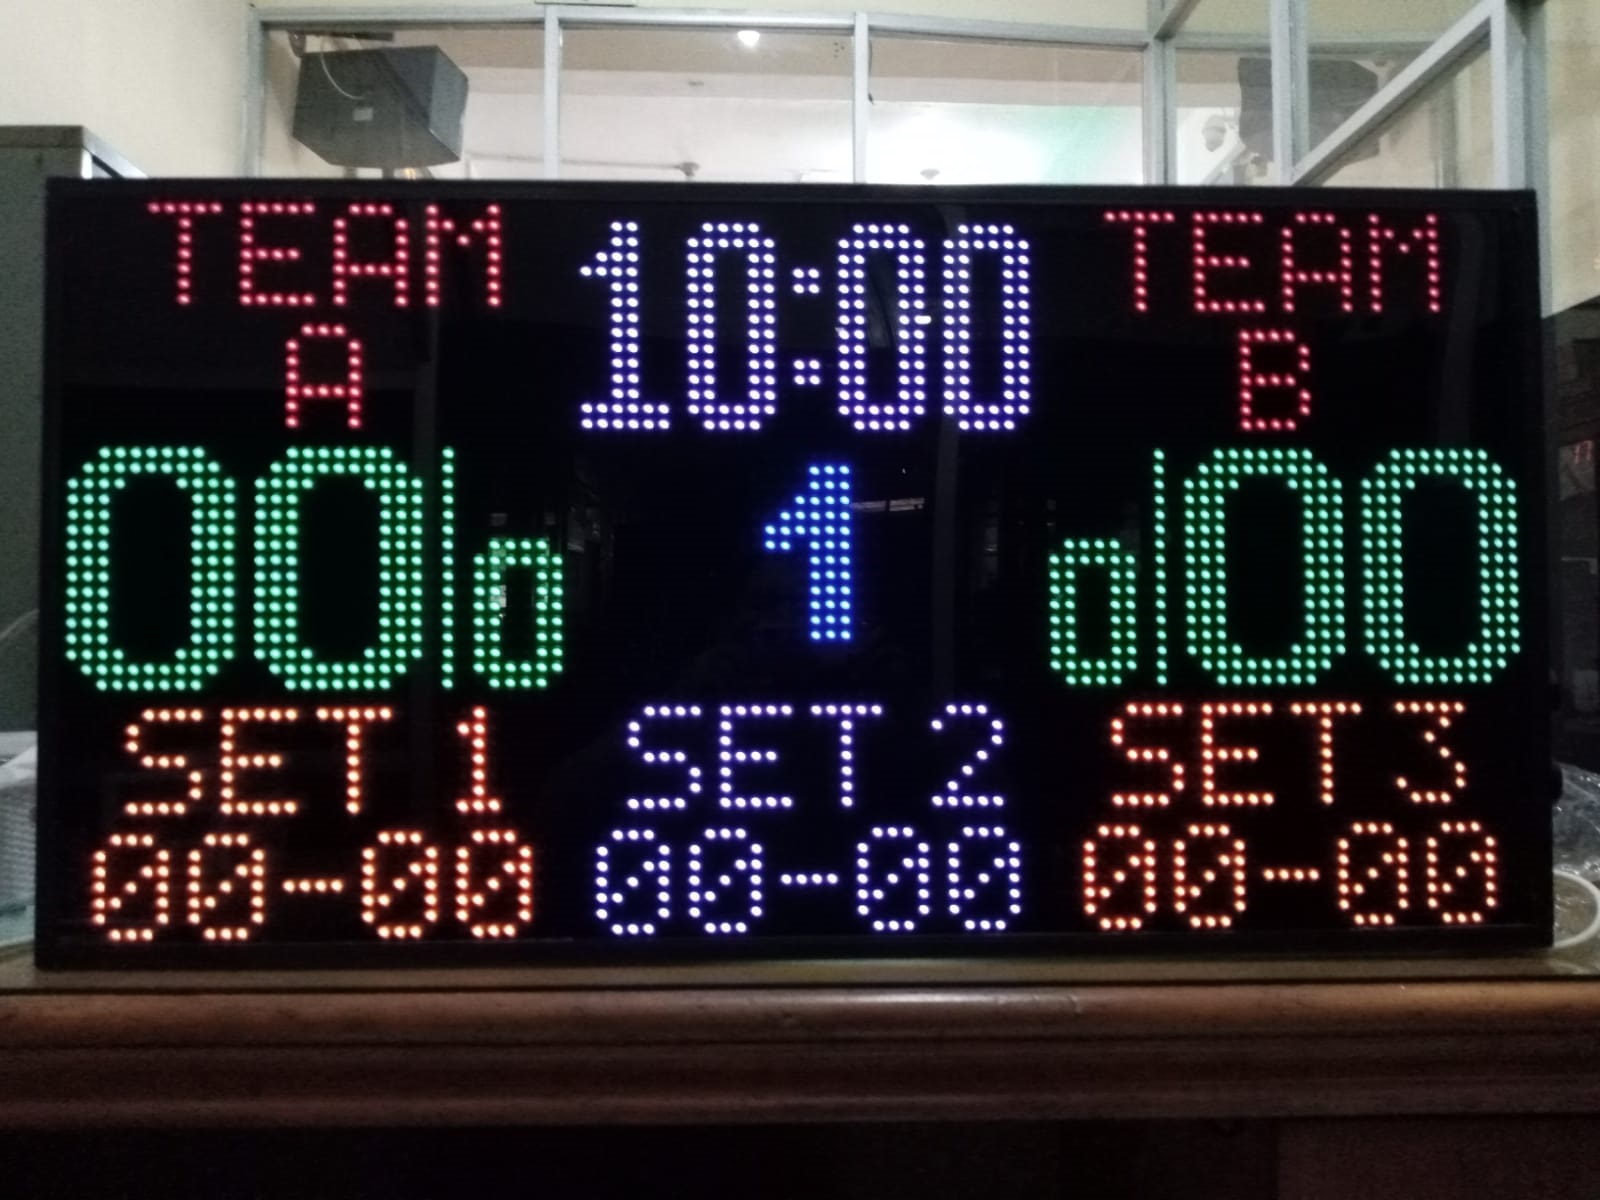 TEAM 10:00 TEAM
A B
00|0 1 0|00
SET 1 SET 2 SET 3
00-00 00-00 00-00